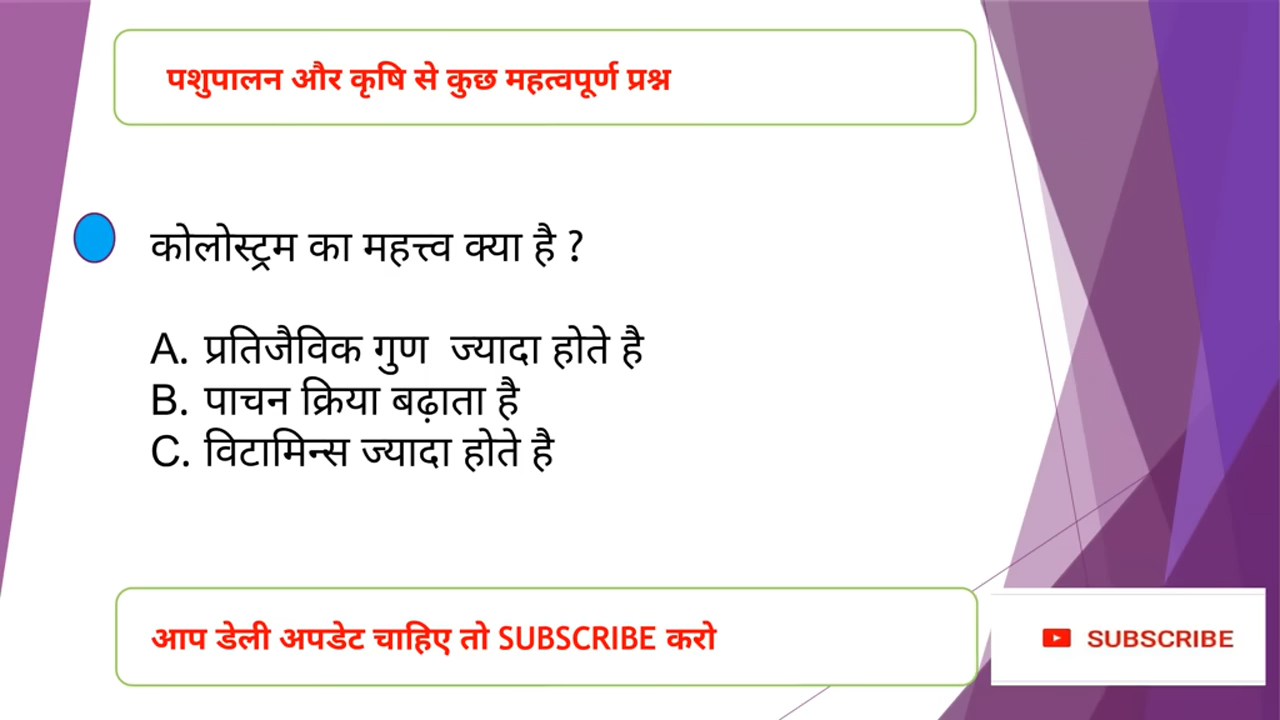 पशुपालन और कृषि से कुछ महत्वपूर्ण प्रश्न
कोलोस्ट्रम का महत्त्व क्या है ?
A. प्रतिजैविक गुण ज्यादा होते है
B. पाचन क्रिया बढ़ाता है
C. विटामिन्स ज्यादा होते है
आप डेली अपडेट चाहिए तो SUBSCRIBE करो
SUBSCRIBE